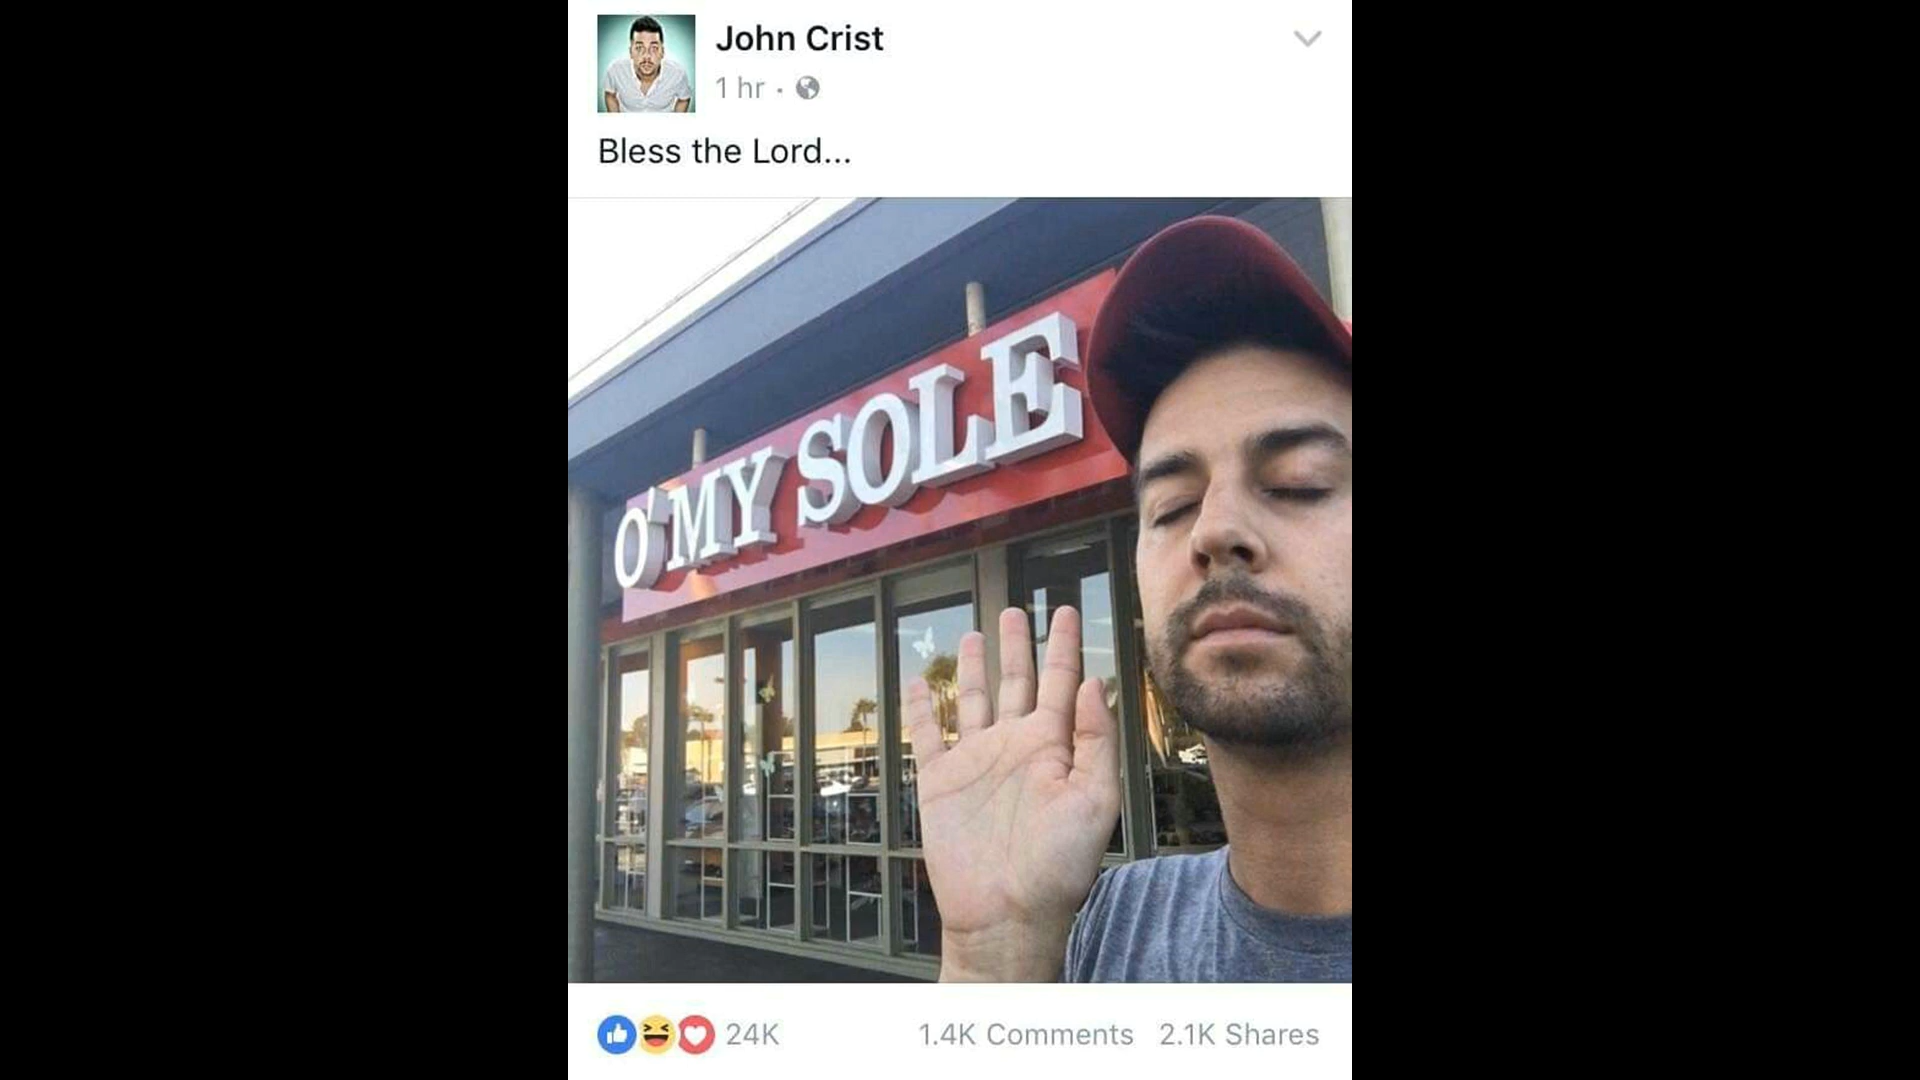 John Crist
1 hr ·
Bless the Lord...
O'MY SOLE
24K 1.4K Comments 2.1K Shares